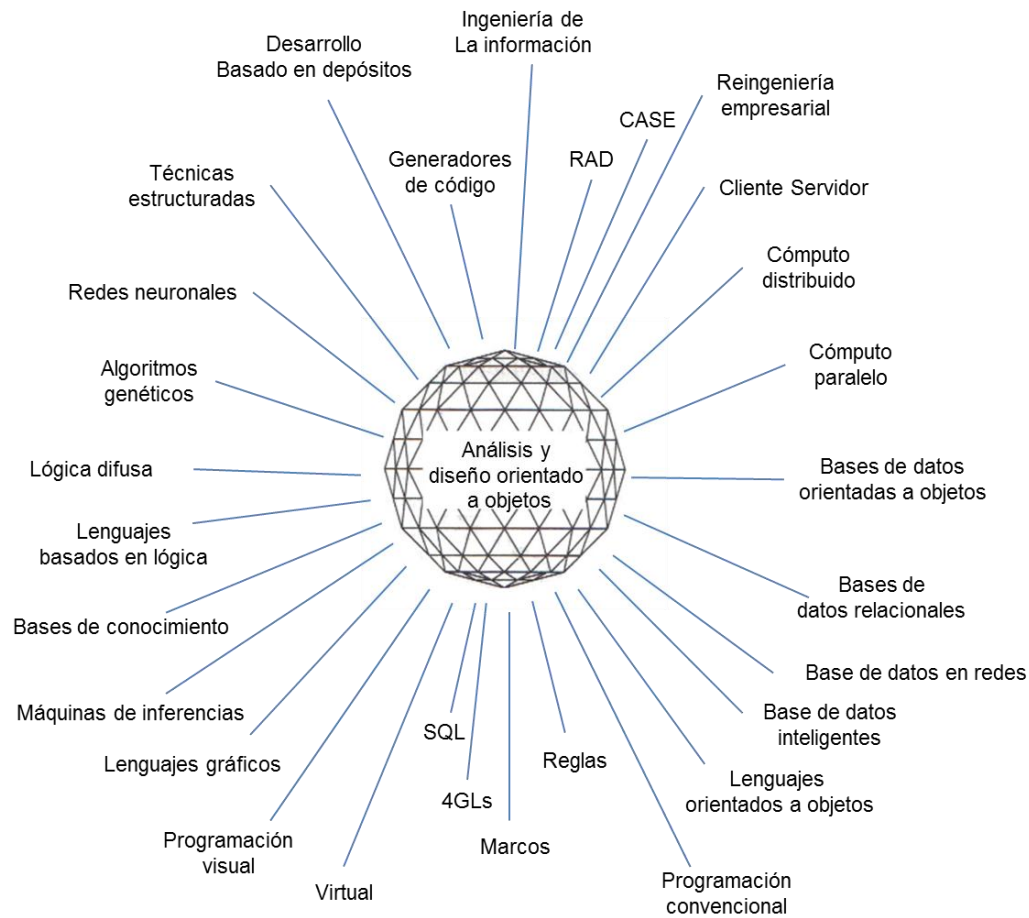 Ingeniería de
La información
Desarrollo
Basado en depósitos
Reingeniería
empresarial
CASE
RAD
Generadores
de código
Técnicas
estructuradas
Cliente Servidor
Cómputo
distribuido
Redes neuronales
Cómputo
paralelo
Algoritmos
genéticos
Análisis y
diseño orientado
a objetos
Lógica difusa
Bases de datos
orientadas a objetos
Lenguajes
basados en lógica
Bases de
datos relacionales
Bases de conocimiento
Base de datos en redes
Máquinas de inferencias
Base de datos
inteligentes
SQL
Reglas
Lenguajes gráficos
Lenguajes
orientados a objetos
4GLs
Marcos
Programación
visual
Virtual
Programación
convencional